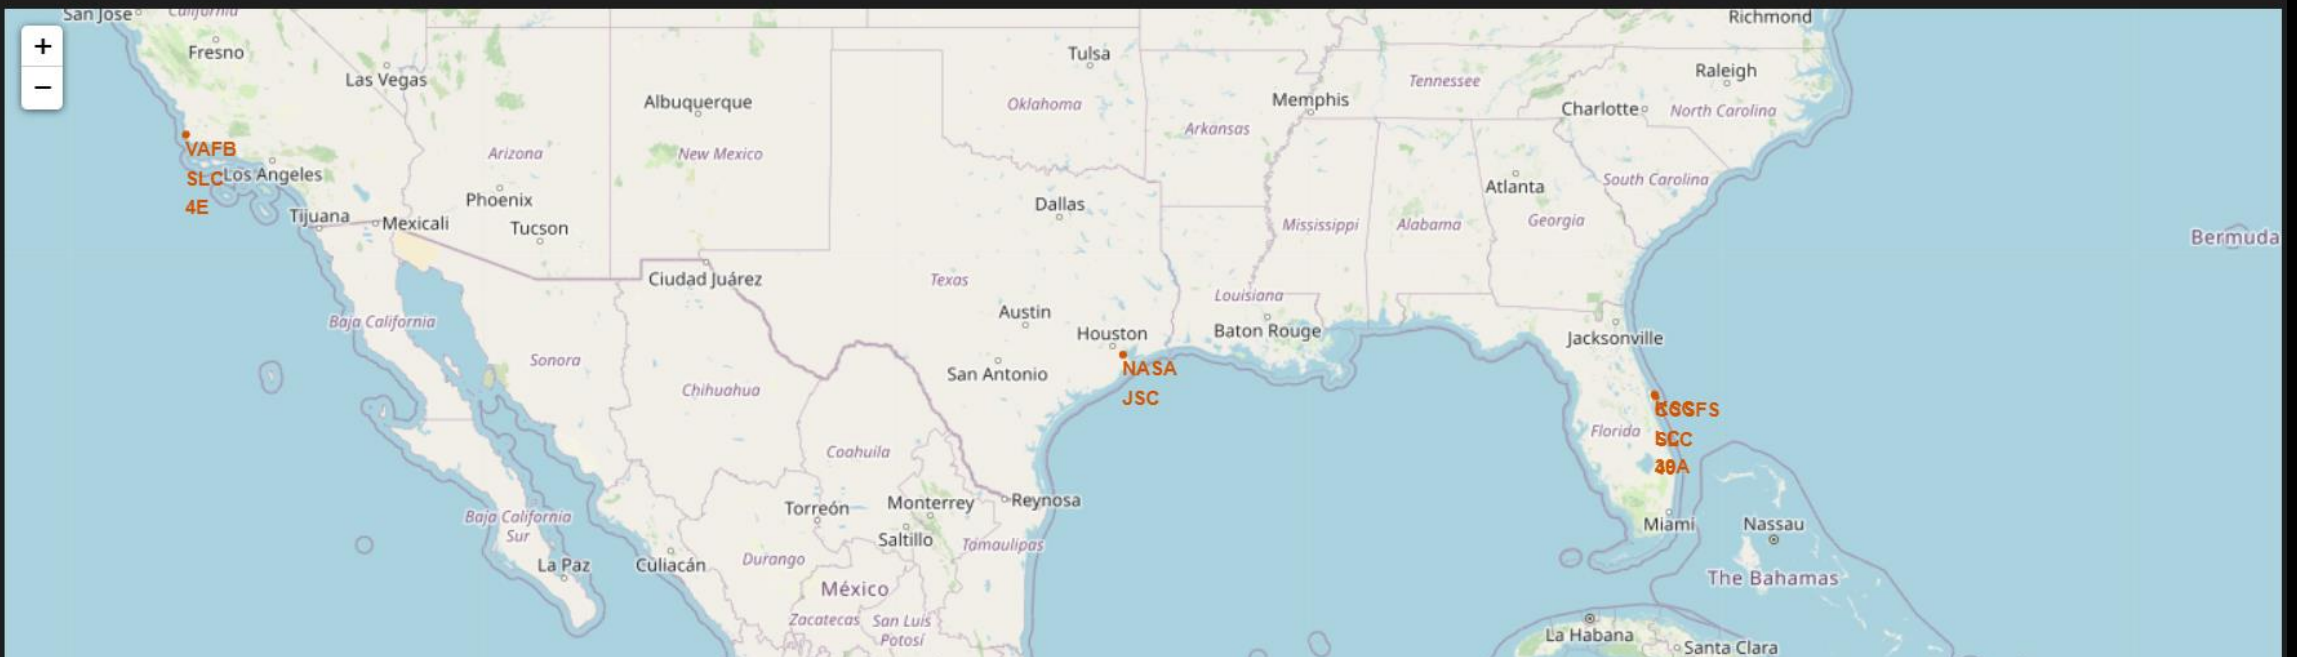 San Jose
California
Richmond
+
Fresno
Tulsa
Las Vegas
Raleigh
Tennessee
−
Albuquerque
Oklahoma
Memphis
Charlotte
North Carolina
Arkansas
VAFB
SLC
4E
Los Angeles
Arizona
New Mexico
Phoenix
Dallas
Atlanta
South Carolina
Tijuana
Mexicali
Tucson
Mississippi
Alabama
Georgia
Bermuda
Ciudad Juárez
Texas
Louisiana
Baja California
Austin
Houston
Baton Rouge
Jacksonville
Sonora
San Antonio
NASA
JSC
Chihuahua
Florida
Coahuila
Torreón
Monterrey
Reynosa
Baja California
Sur
Saltillo
Tamaulipas
Miami
Nassau
La Paz
Culiacán
Durango
México
The Bahamas
Zacatecas
San Luis
Potosí
La Habana
Santa Clara